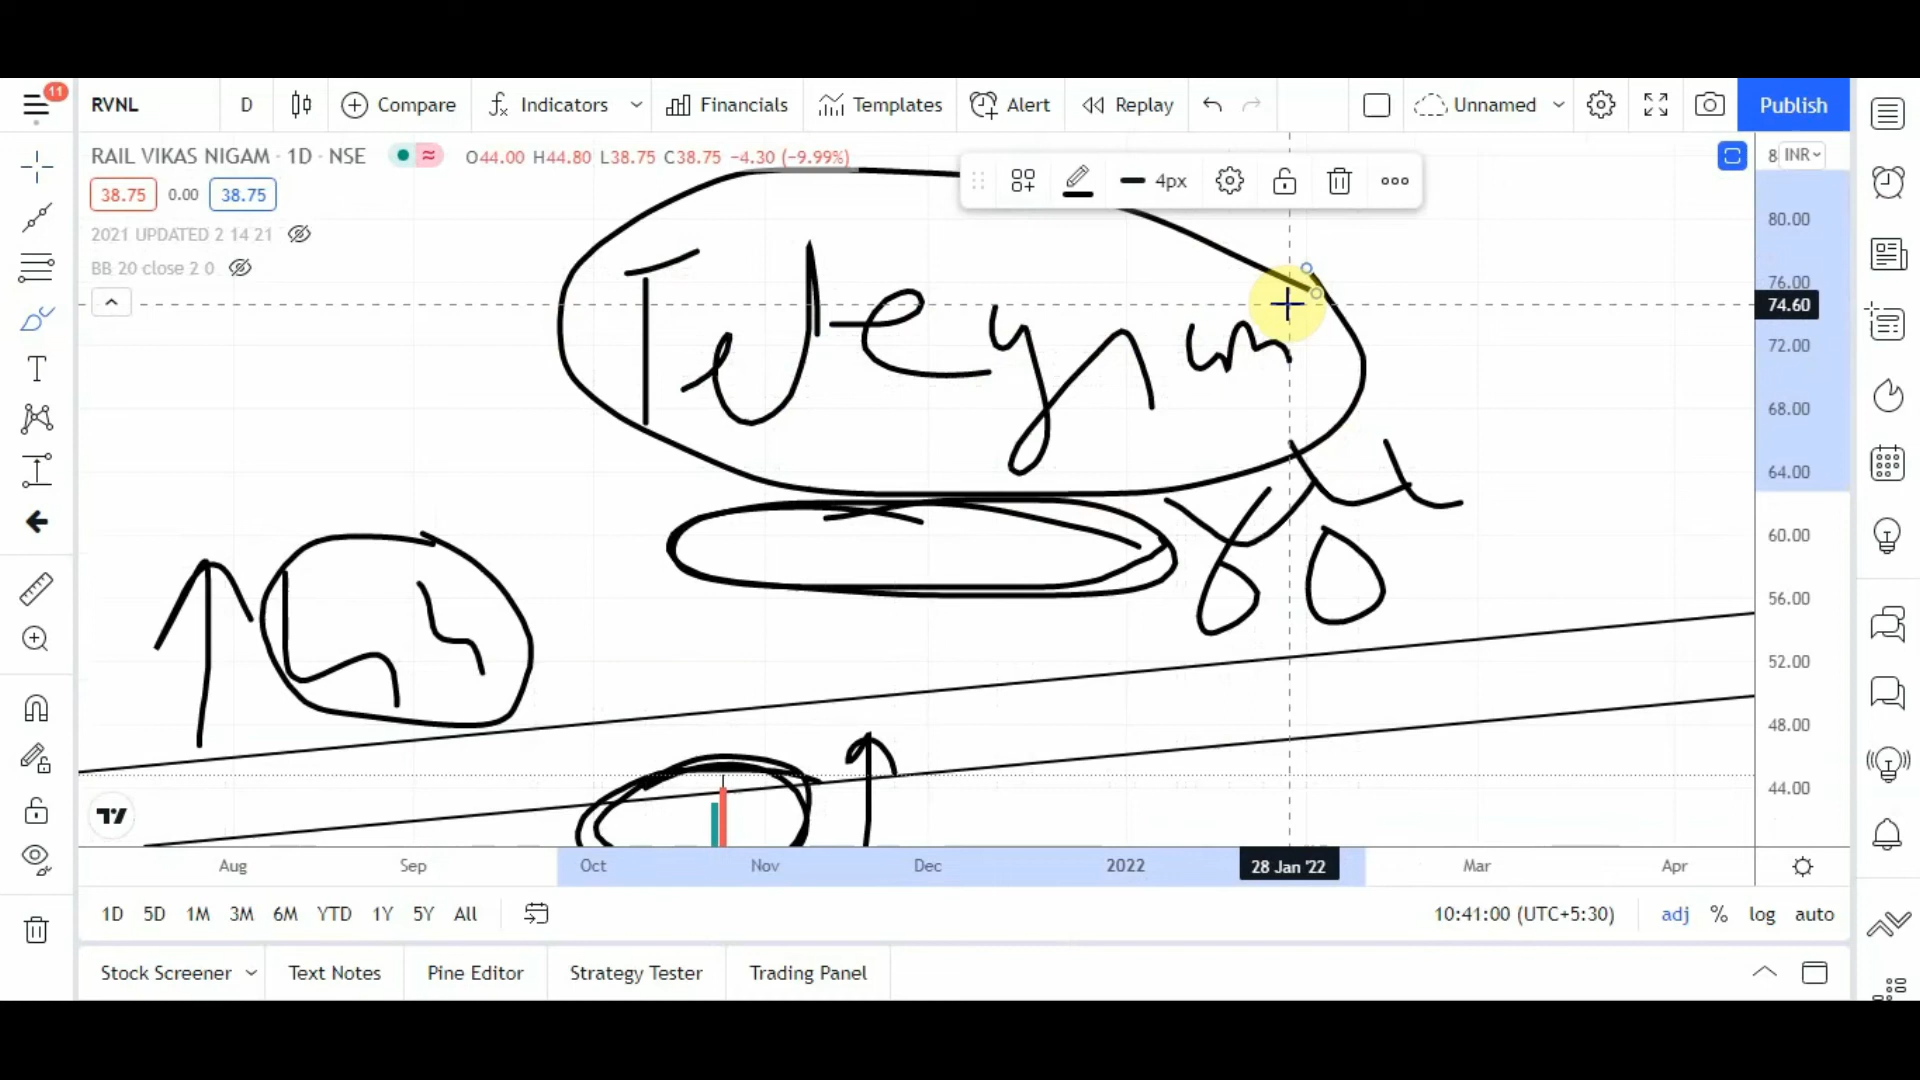 11
RVNL D Compare Indicators Financials Templates Alert Replay Unnamed Publish
RAIL VIKAS NIGAM · 1D · NSE O44.00 H44.80 L38.75 C38.75 −4.30 (−9.99%)
4px
8 INR
38.75 0.00 38.75
2021 UPDATED 2 14 21
BB 20 close 2 0
80.00
76.00
74.60
72.00
68.00
64.00
60.00
56.00
52.00
48.00
44.00
Telegram
80
44
Aug Sep Oct Nov Dec 2022 28 Jan '22 Mar Apr
1D 5D 1M 3M 6M YTD 1Y 5Y All 10:41:00 (UTC+5:30) adj % log auto
Stock Screener Text Notes Pine Editor Strategy Tester Trading Panel